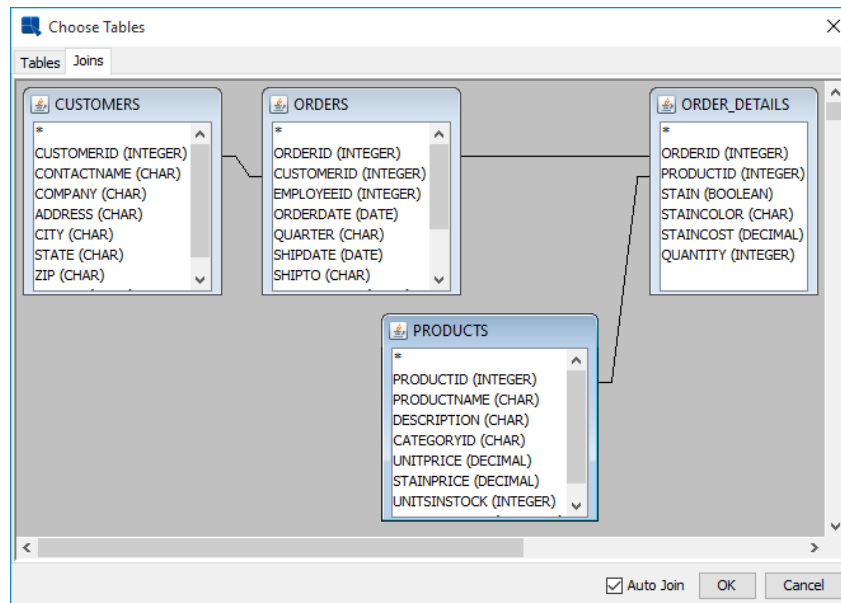 Choose Tables
Tables Joins
CUSTOMERS
*
CUSTOMERID (INTEGER)
CONTACTNAME (CHAR)
COMPANY (CHAR)
ADDRESS (CHAR)
CITY (CHAR)
STATE (CHAR)
ZIP (CHAR)
ORDERS
*
ORDERID (INTEGER)
CUSTOMERID (INTEGER)
EMPLOYEEID (INTEGER)
ORDERDATE (DATE)
QUARTER (CHAR)
SHIPDATE (DATE)
SHIPTO (CHAR)
ORDER_DETAILS
*
ORDERID (INTEGER)
PRODUCTID (INTEGER)
STAIN (BOOLEAN)
STAINCOLOR (CHAR)
STAINCOST (DECIMAL)
QUANTITY (INTEGER)
PRODUCTS
*
PRODUCTID (INTEGER)
PRODUCTNAME (CHAR)
DESCRIPTION (CHAR)
CATEGORYID (CHAR)
UNITPRICE (DECIMAL)
STAINPRICE (DECIMAL)
UNITSINSTOCK (INTEGER)
Auto Join OK Cancel